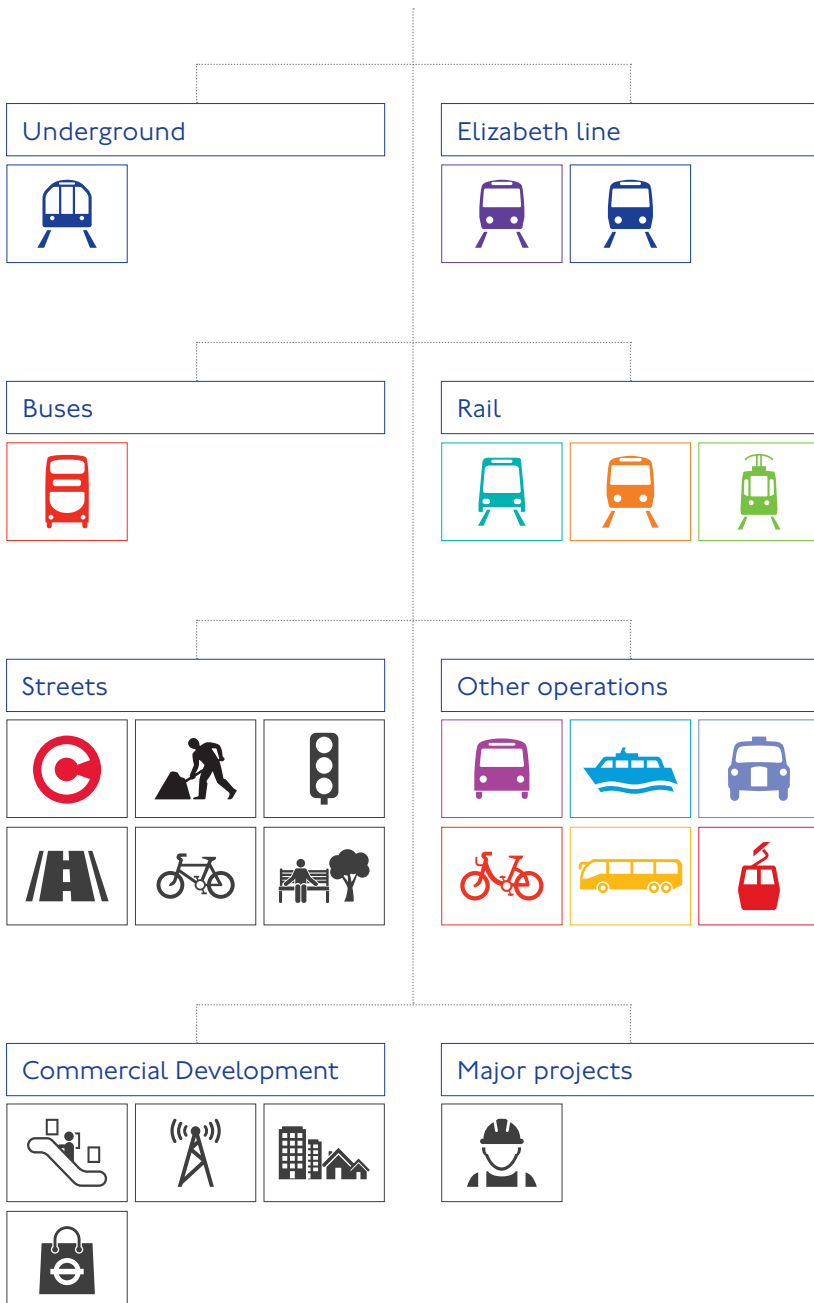 Underground
Elizabeth line
Buses
Rail
Streets
Other operations
Commercial Development
Major projects